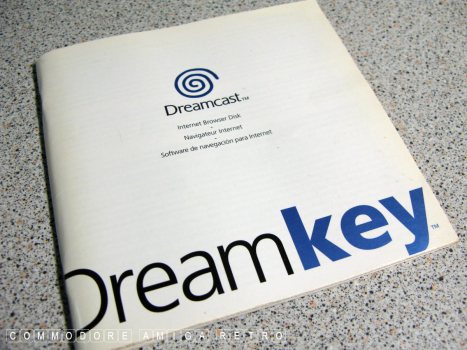 Dreamcast™
Internet Browser Disk
Navigateur Internet
-
Software de navegación para Internet
Dreamkey™
COMMODORE AMIGA RETRO